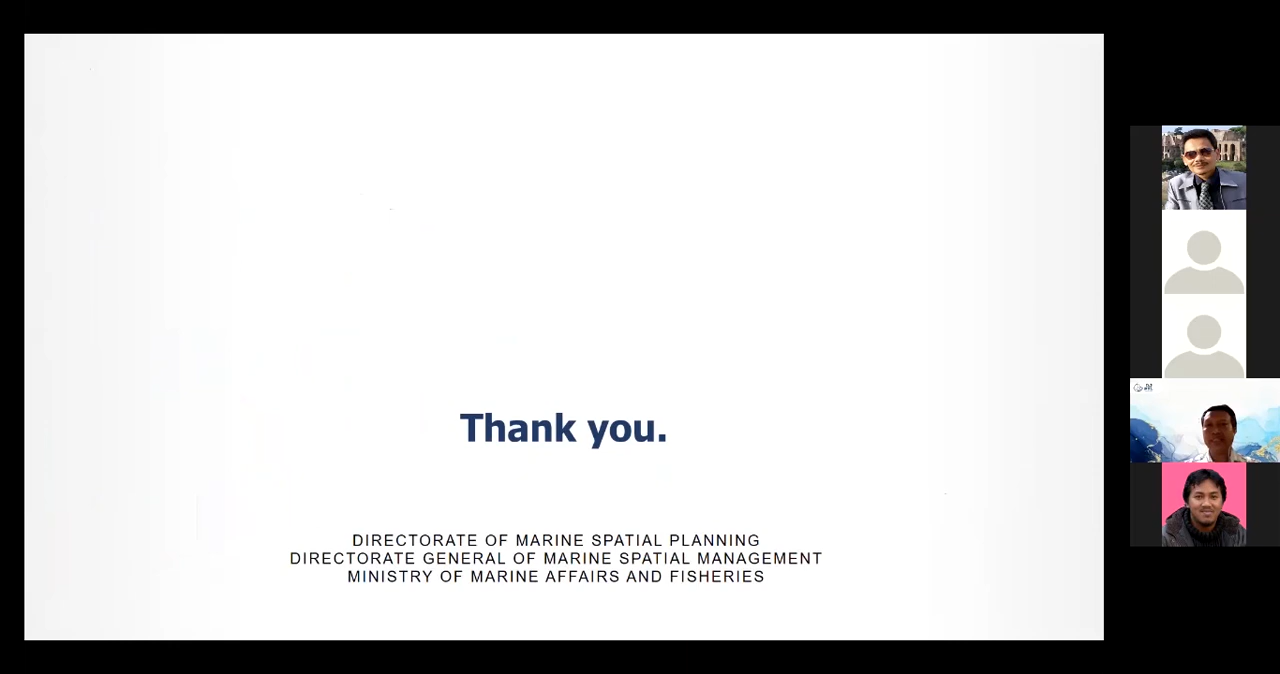 Thank you.
DIRECTORATE OF MARINE SPATIAL PLANNING
DIRECTORATE GENERAL OF MARINE SPATIAL MANAGEMENT
MINISTRY OF MARINE AFFAIRS AND FISHERIES